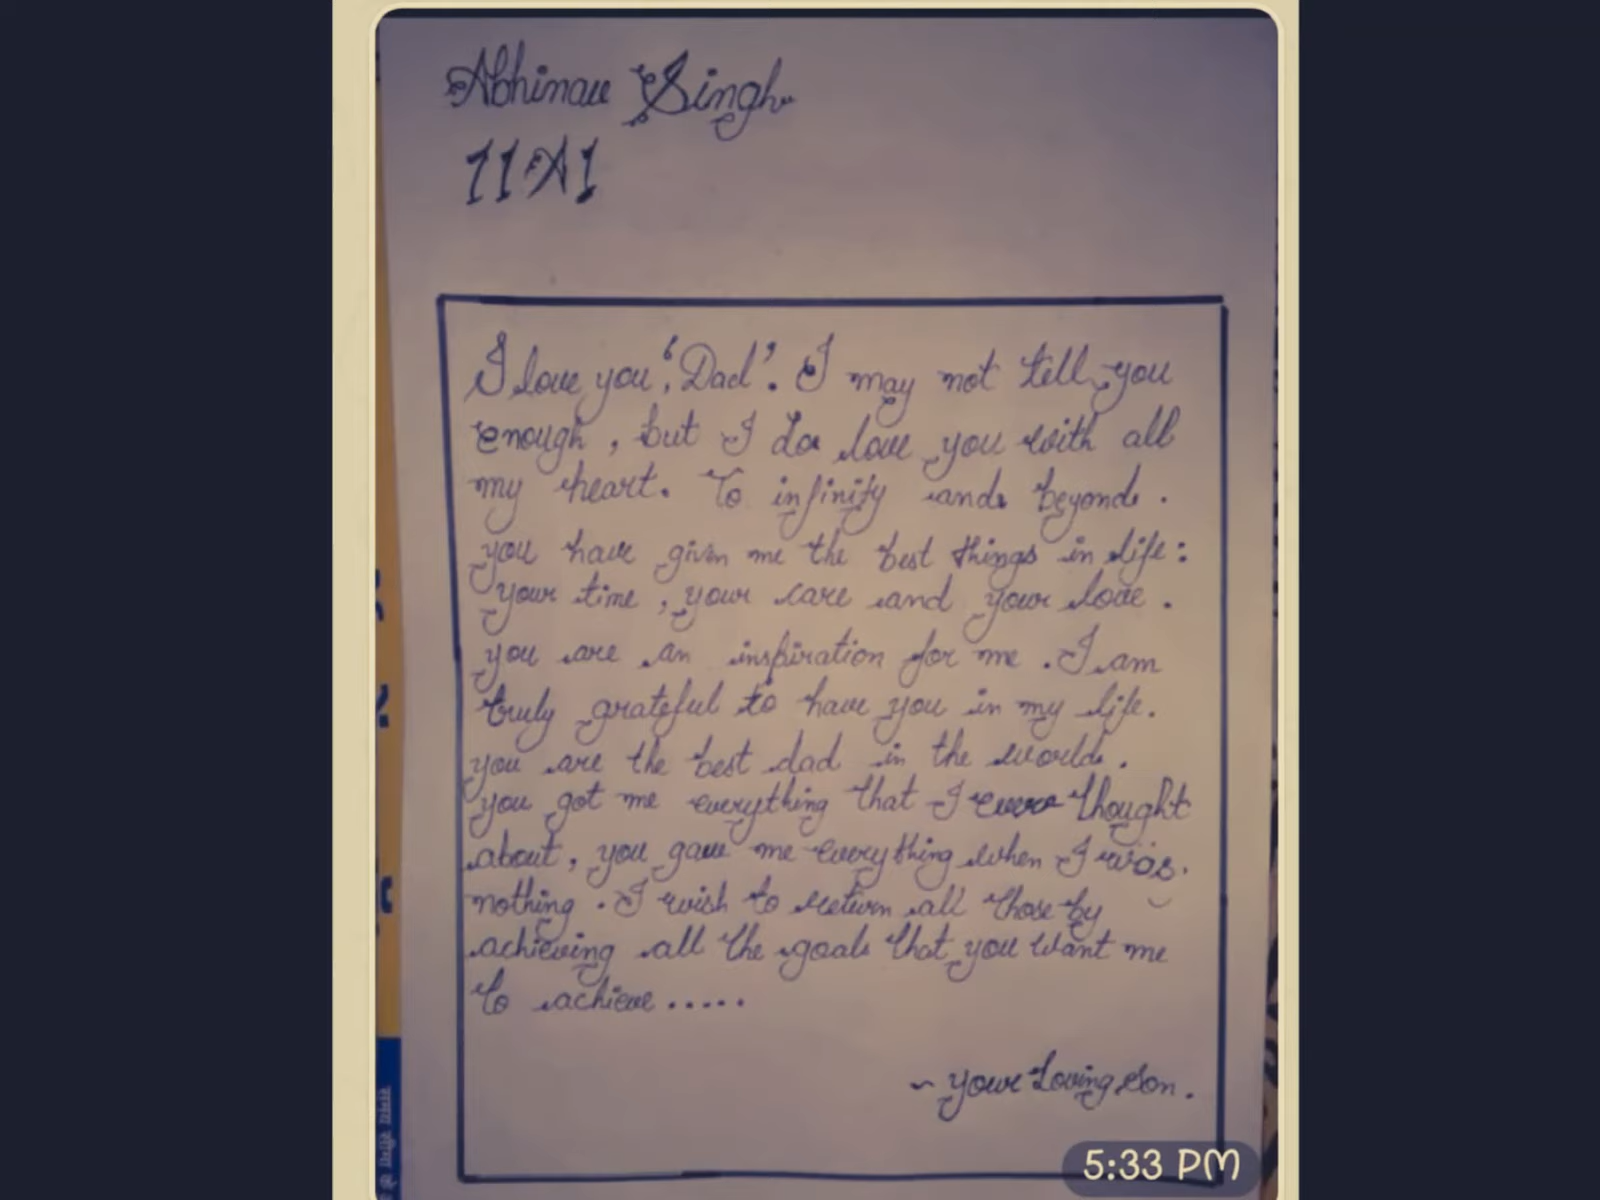 Abhinav Singh
11 A1
I love you, 'Dad'. I may not tell you
enough, but I do love you with all
my heart. To infinity and beyond.
you have given me the best things in life:
your time, your care and your love.
you are an inspiration for me. I am
truly grateful to have you in my life.
you are the best dad in the world.
you got me everything that I ever thought
about, you gave me everything when I was
nothing. I wish to return all those by
achieving all the goals that you want me
to achieve.....
~ your Loving Son.
5:33 PM